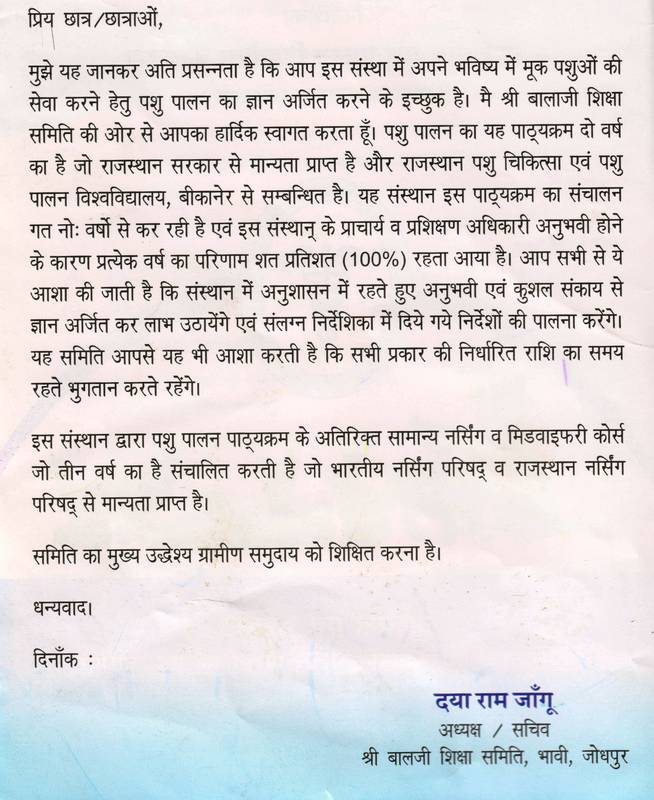 प्रिय छात्र/छात्राओं,
मुझे यह जानकर अति प्रसन्नता है कि आप इस संस्था में अपने भविष्य में मूक पशुओं की
सेवा करने हेतु पशु पालन का ज्ञान अर्जित करने के इच्छुक है। मै श्री बालाजी शिक्षा
समिति की ओर से आपका हार्दिक स्वागत करता हूँ। पशु पालन का यह पाठ्यक्रम दो वर्ष
का है जो राजस्थान सरकार से मान्यता प्राप्त है और राजस्थान पशु चिकित्सा एवं पशु
पालन विश्वविद्यालय, बीकानेर से सम्बन्धित है। यह संस्थान इस पाठ्यक्रम का संचालन
गत नोः वर्षो से कर रही है एवं इस संस्थान् के प्राचार्य व प्रशिक्षण अधिकारी अनुभवी होने
के कारण प्रत्येक वर्ष का परिणाम शत प्रतिशत (100%) रहता आया है। आप सभी से ये
आशा की जाती है कि संस्थान में अनुशासन में रहते हुए अनुभवी एवं कुशल संकाय से
ज्ञान अर्जित कर लाभ उठायेंगे एवं संलग्न निर्देशिका में दिये गये निर्देशों की पालना करेंगे।
यह समिति आपसे यह भी आशा करती है कि सभी प्रकार की निर्धारित राशि का समय
रहते भुगतान करते रहेंगे।
इस संस्थान द्वारा पशु पालन पाठ्यक्रम के अतिरिक्त सामान्य नर्सिंग व मिडवाइफरी कोर्स
जो तीन वर्ष का है संचालित करती है जो भारतीय नर्सिंग परिषद् व राजस्थान नर्सिंग
परिषद् से मान्यता प्राप्त है।
समिति का मुख्य उद्धेश्य ग्रामीण समुदाय को शिक्षित करना है।
धन्यवाद।
दिनाँक :
दया राम जाँगू
अध्यक्ष / सचिव
श्री बालजी शिक्षा समिति, भावी, जोधपुर